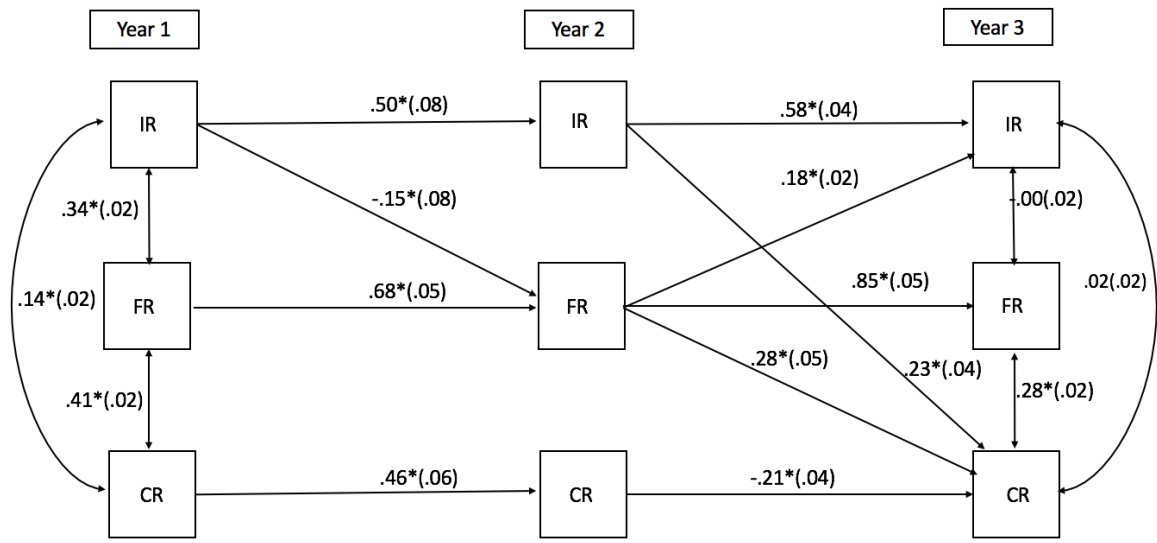 Year 1
Year 2
Year 3
IR
.50*(.08)
IR
.58*(.04)
IR
-.15*(.08)
.18*(.02)
.34*(.02)
-.00(.02)
.14*(.02)
FR
.68*(.05)
FR
.85*(.05)
FR
.02(.02)
.28*(.05)
.23*(.04)
.41*(.02)
.28*(.02)
CR
.46*(.06)
CR
-.21*(.04)
CR